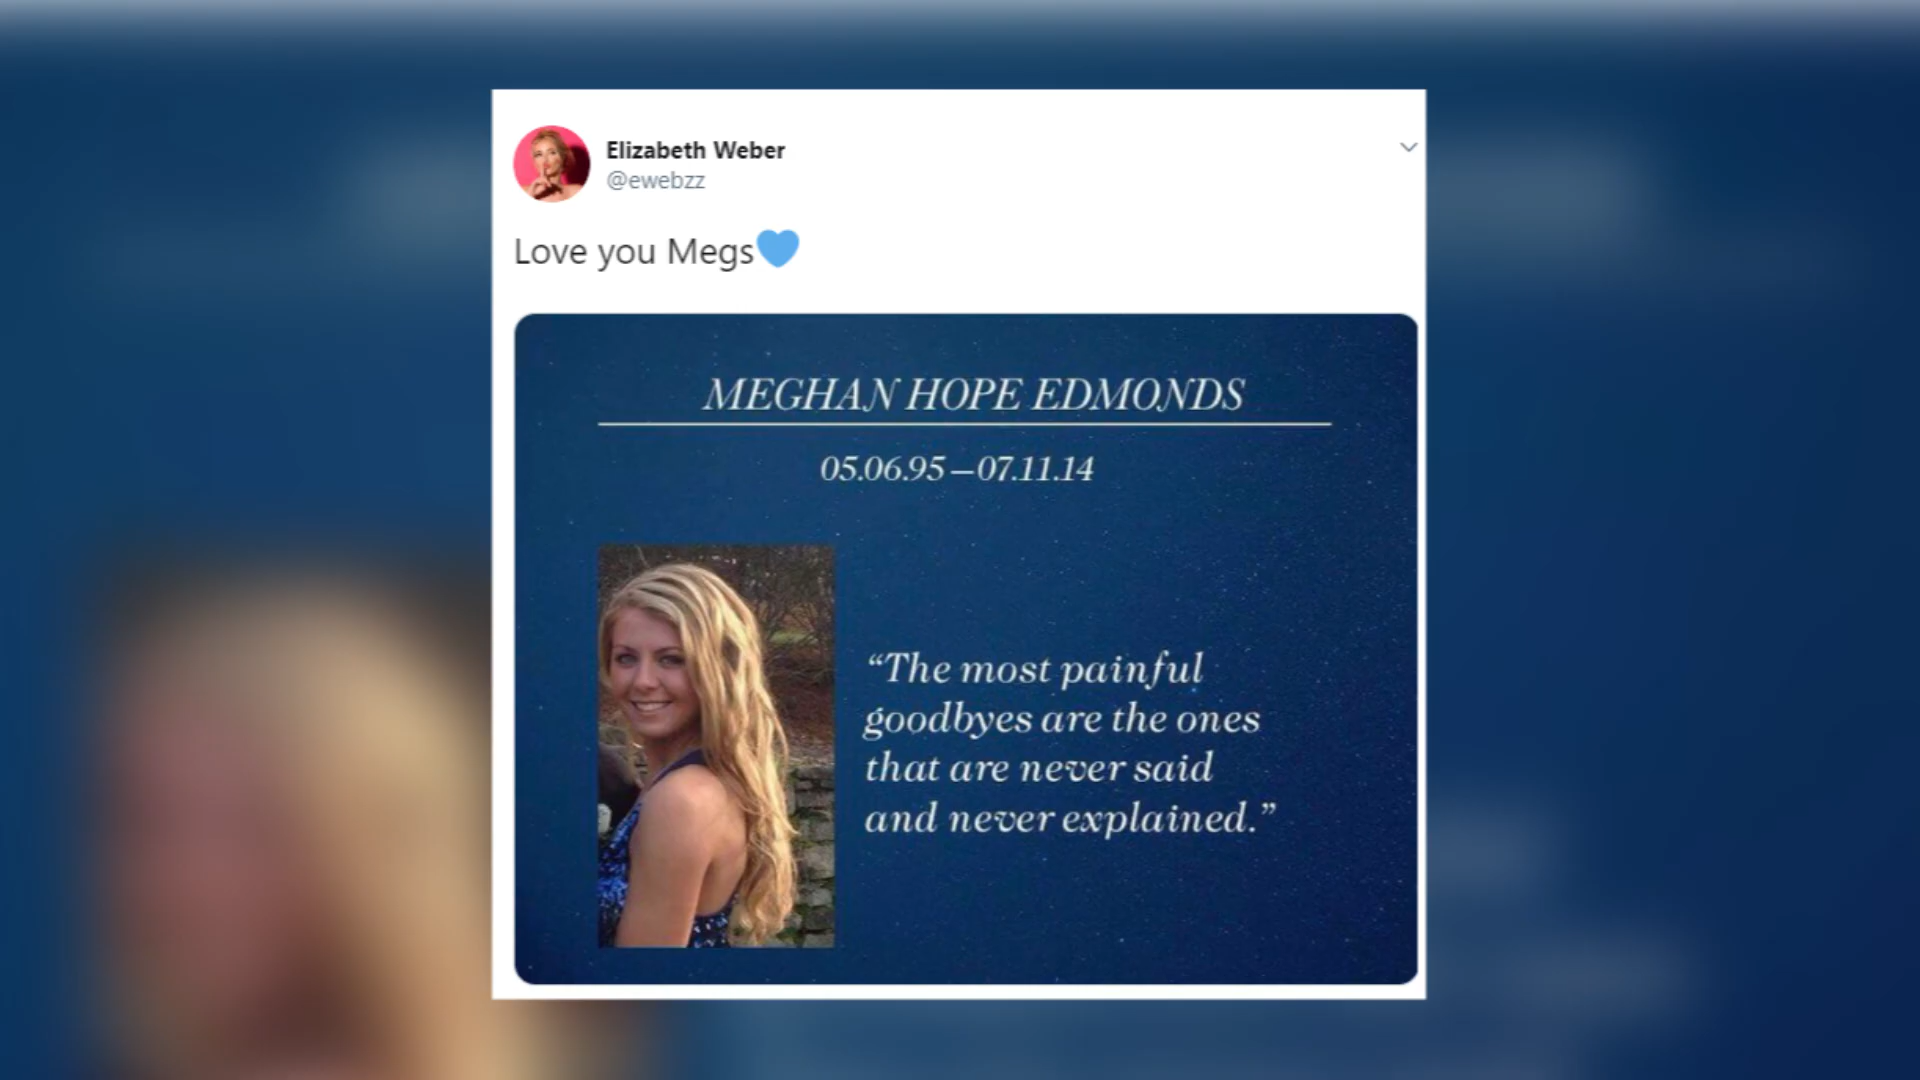 Elizabeth Weber
@ewebzz
Love you Megs💙
MEGHAN HOPE EDMONDS
05.06.95 – 07.11.14
“The most painful
goodbyes are the ones
that are never said
and never explained.”